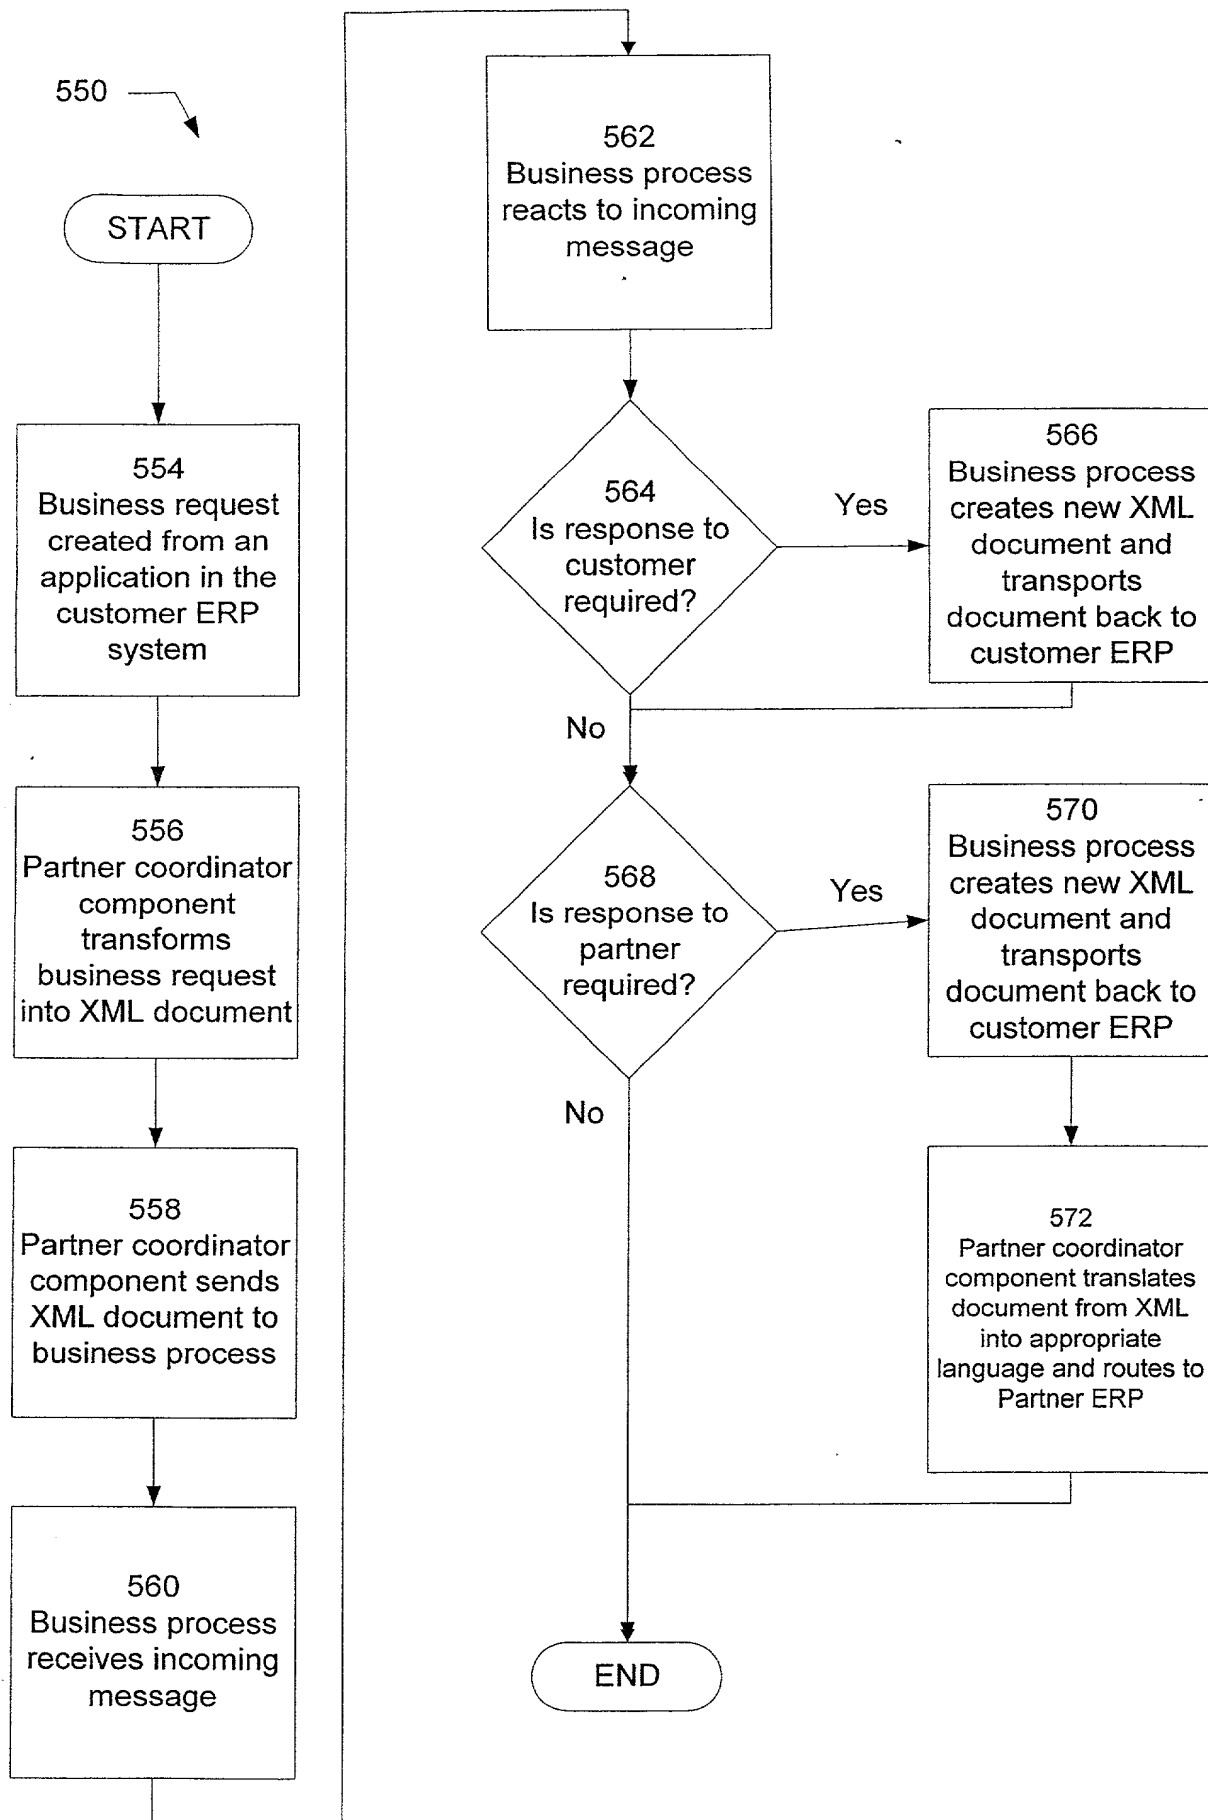 550
START
554
Business request
created from an
application in the
customer ERP
system
556
Partner coordinator
component
transforms
business request
into XML document
558
Partner coordinator
component sends
XML document to
business process
560
Business process
receives incoming
message
562
Business process
reacts to incoming
message
564
Is response to
customer
required?
Yes
No
566
Business process
creates new XML
document and
transports
document back to
customer ERP
568
Is response to
partner
required?
Yes
No
570
Business process
creates new XML
document and
transports
document back to
customer ERP
572
Partner coordinator
component translates
document from XML
into appropriate
language and routes to
Partner ERP
END